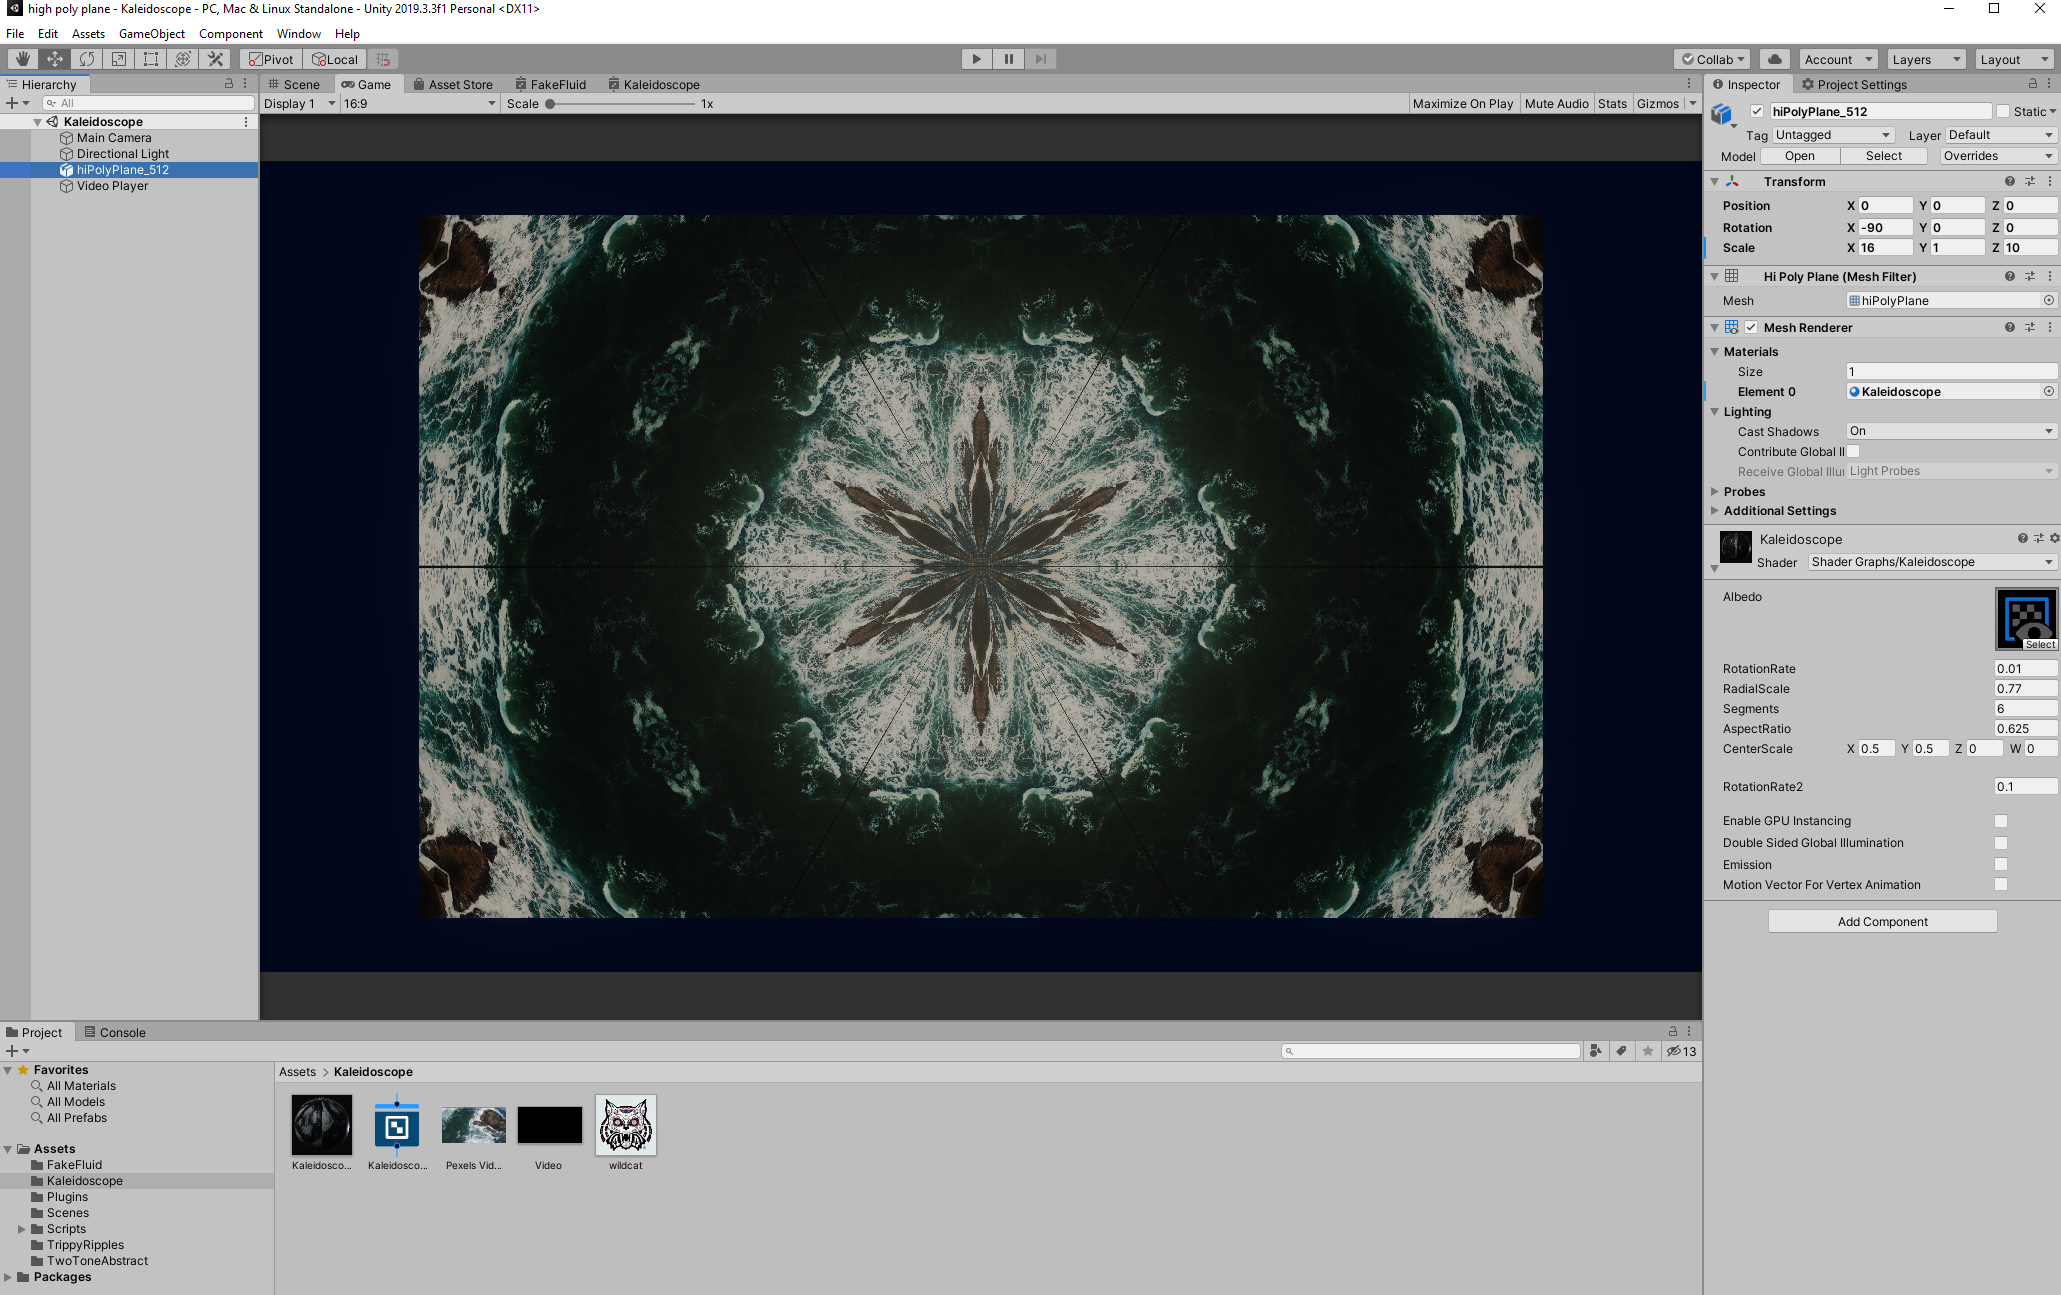 high poly plane - Kaleidoscope - PC, Mac & Linux Standalone - Unity 2019.3.3f1 Personal <DX11>
File Edit Assets GameObject Component Window Help
Pivot Local Collab Account Layers Layout
Hierarchy
All
Kaleidoscope
Main Camera
Directional Light
hiPolyPlane_512
Video Player
Scene Game Asset Store FakeFluid Kaleidoscope
Display 1 16:9 Scale 1x Maximize On Play Mute Audio Stats Gizmos
Inspector Project Settings
hiPolyPlane_512 Static
Tag Untagged Layer Default
Model Open Select Overrides
Transform
Position X 0 Y 0 Z 0
Rotation X -90 Y 0 Z 0
Scale X 16 Y 1 Z 10
Hi Poly Plane (Mesh Filter)
Mesh hiPolyPlane
Mesh Renderer
Materials
Size 1
Element 0 Kaleidoscope
Lighting
Cast Shadows On
Contribute Global Il
Receive Global Illur Light Probes
Probes
Additional Settings
Kaleidoscope
Shader Shader Graphs/Kaleidoscope
Albedo
Select
RotationRate 0.01
RadialScale 0.77
Segments 6
AspectRatio 0.625
CenterScale X 0.5 Y 0.5 Z 0 W 0
RotationRate2 0.1
Enable GPU Instancing
Double Sided Global Illumination
Emission
Motion Vector For Vertex Animation
Add Component
Project Console
13
Favorites
All Materials
All Models
All Prefabs
Assets
FakeFluid
Kaleidoscope
Plugins
Scenes
Scripts
TrippyRipples
TwoToneAbstract
Packages
Assets > Kaleidoscope
Kaleidosco... Kaleidosco... Pexels Vid... Video wildcat